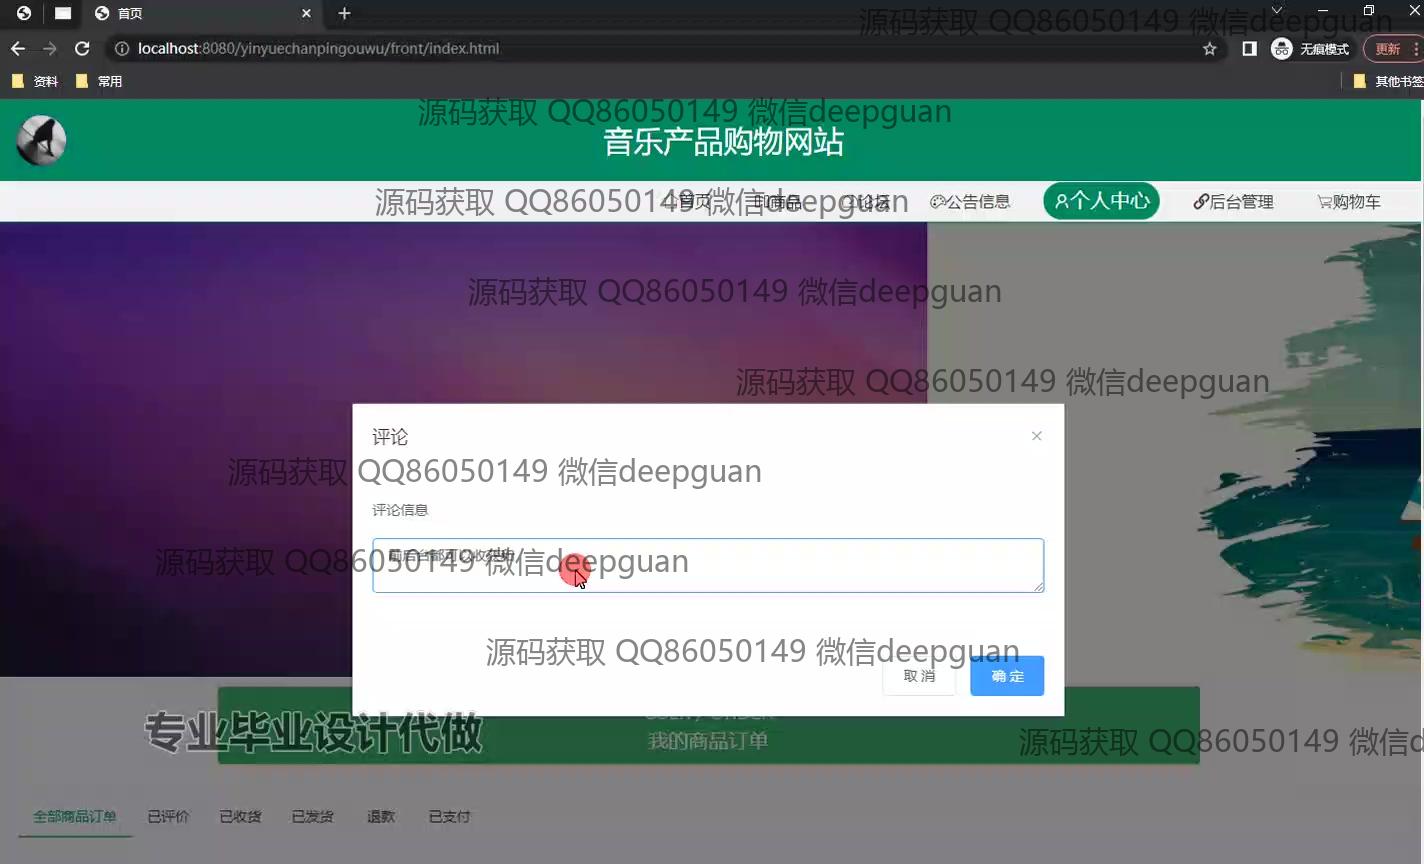 首页
localhost:8080/yinyuechanpingouwu/front/index.html
无痕模式
更新
资料
常用
其他书签
源码获取 QQ86050149 微信deepguan
源码获取 QQ86050149 微信deepguan
音乐产品购物网站
源码获取 QQ86050149 微信deepguan
首页
商品
论坛
公告信息
个人中心
后台管理
购物车
源码获取 QQ86050149 微信deepguan
源码获取 QQ86050149 微信deepguan
评论
源码获取 QQ86050149 微信deepguan
评论信息
前后台都可以收
源码获取 QQ86050149 微信deepguan
源码获取 QQ86050149 微信deepguan
取消
确定
专业毕业设计代做
我的商品订单
源码获取 QQ86050149 微信d
全部商品订单
已评价
已收货
已发货
退款
已支付